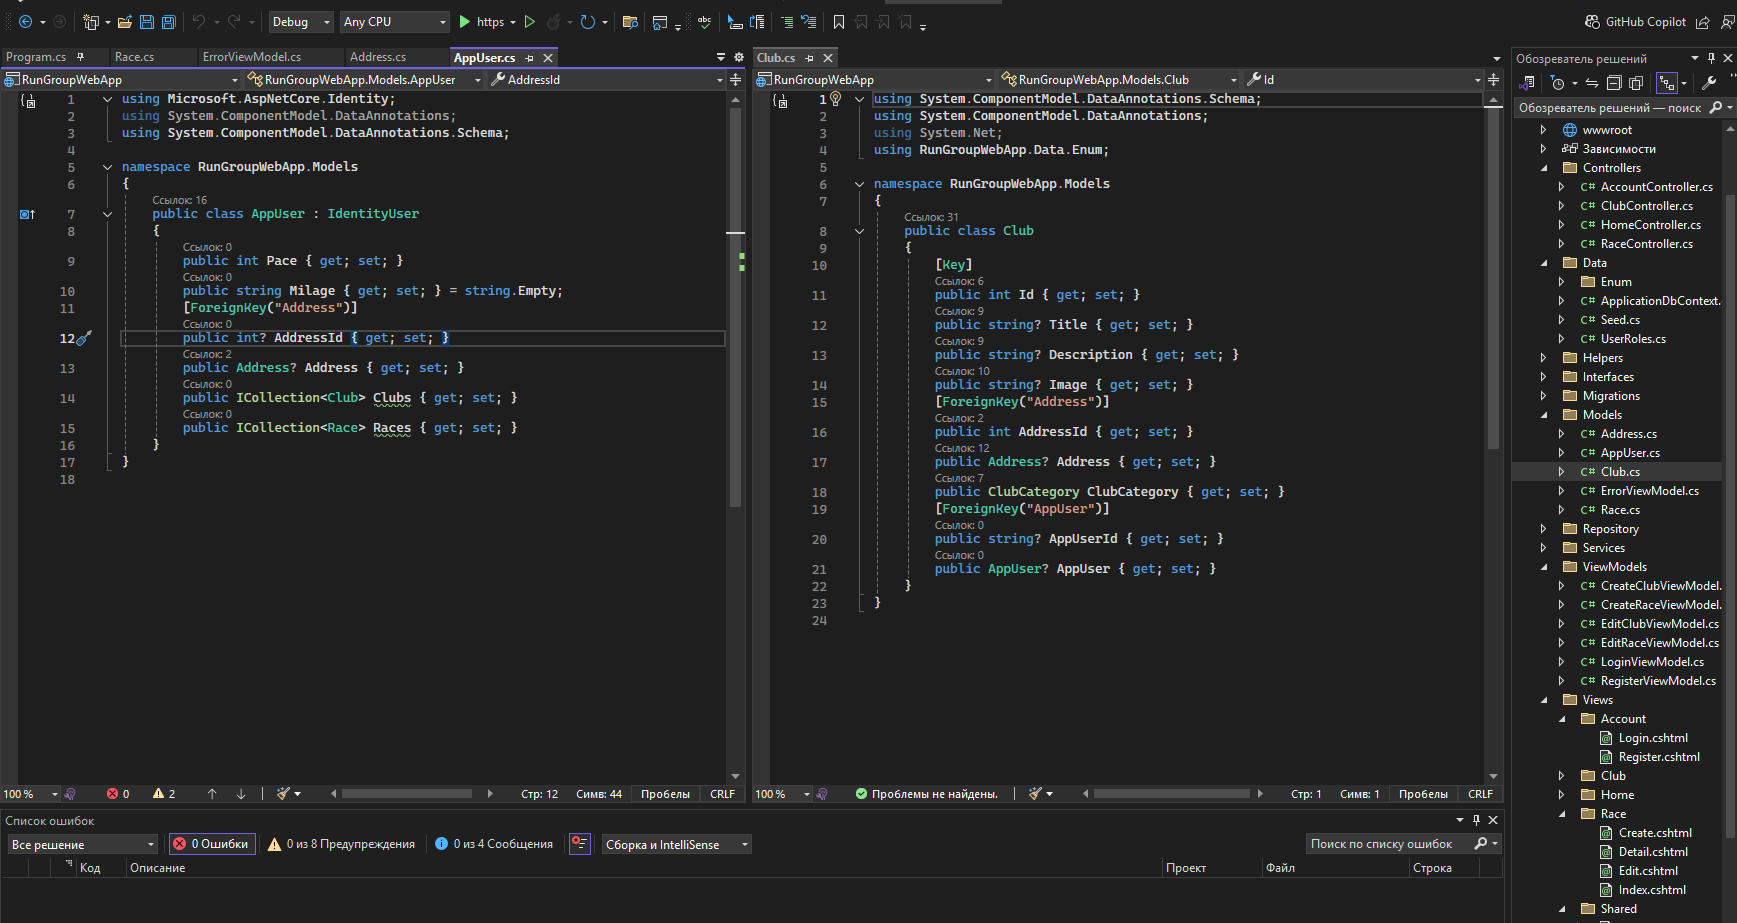 Debug
Any CPU
https
GitHub Copilot
Program.cs
Race.cs
ErrorViewModel.cs
Address.cs
AppUser.cs
RunGroupWebApp
RunGroupWebApp.Models.AppUser
AddressId
1 using Microsoft.AspNetCore.Identity;
2 using System.ComponentModel.DataAnnotations;
3 using System.ComponentModel.DataAnnotations.Schema;
4
5 namespace RunGroupWebApp.Models
6 {
Ссылок: 16
7 public class AppUser : IdentityUser
8 {
Ссылок: 0
9 public int Pace { get; set; }
Ссылок: 0
10 public string Milage { get; set; } = string.Empty;
11 [ForeignKey("Address")]
Ссылок: 0
12 public int? AddressId { get; set; }
Ссылок: 2
13 public Address? Address { get; set; }
Ссылок: 0
14 public ICollection<Club> Clubs { get; set; }
Ссылок: 0
15 public ICollection<Race> Races { get; set; }
16 }
17 }
18
100 %
0
2
Стр: 12
Симв: 44
Пробелы
CRLF
Club.cs
RunGroupWebApp
RunGroupWebApp.Models.Club
Id
1 using System.ComponentModel.DataAnnotations.Schema;
2 using System.ComponentModel.DataAnnotations;
3 using System.Net;
4 using RunGroupWebApp.Data.Enum;
5
6 namespace RunGroupWebApp.Models
7 {
Ссылок: 31
8 public class Club
9 {
10 [Key]
Ссылок: 6
11 public int Id { get; set; }
Ссылок: 9
12 public string? Title { get; set; }
Ссылок: 9
13 public string? Description { get; set; }
Ссылок: 10
14 public string? Image { get; set; }
15 [ForeignKey("Address")]
Ссылок: 2
16 public int AddressId { get; set; }
Ссылок: 12
17 public Address? Address { get; set; }
Ссылок: 7
18 public ClubCategory ClubCategory { get; set; }
19 [ForeignKey("AppUser")]
Ссылок: 0
20 public string? AppUserId { get; set; }
Ссылок: 0
21 public AppUser? AppUser { get; set; }
22 }
23 }
24
100 %
Проблемы не найдены.
Стр: 1
Симв: 1
Пробелы
CRLF
Обозреватель решений
Обозреватель решений — поиск
wwwroot
Зависимости
Controllers
C# AccountController.cs
C# ClubController.cs
C# HomeController.cs
C# RaceController.cs
Data
Enum
C# ApplicationDbContext.
C# Seed.cs
C# UserRoles.cs
Helpers
Interfaces
Migrations
Models
C# Address.cs
C# AppUser.cs
C# Club.cs
C# ErrorViewModel.cs
C# Race.cs
Repository
Services
ViewModels
C# CreateClubViewModel.
C# CreateRaceViewModel.
C# EditClubViewModel.cs
C# EditRaceViewModel.cs
C# LoginViewModel.cs
C# RegisterViewModel.cs
Views
Account
Login.cshtml
Register.cshtml
Club
Home
Race
Create.cshtml
Detail.cshtml
Edit.cshtml
Index.cshtml
Shared
Список ошибок
Все решение
0 Ошибки
0 из 8 Предупреждения
0 из 4 Сообщения
Сборка и IntelliSense
Поиск по списку ошибок
Код
Описание
Проект
Файл
Строка